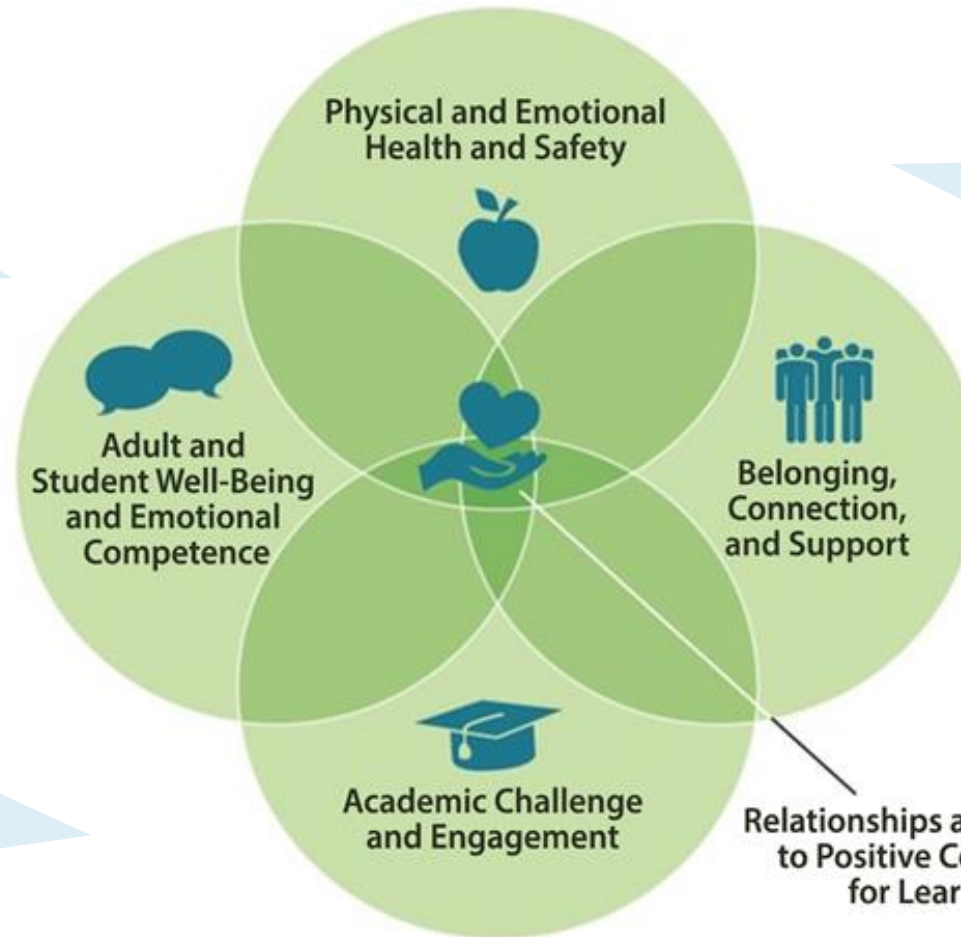 Physical and Emotional
Health and Safety
Adult and
Student Well-Being
and Emotional
Competence
Belonging,
Connection,
and Support
Academic Challenge
and Engagement
Relationships
to Positive
for